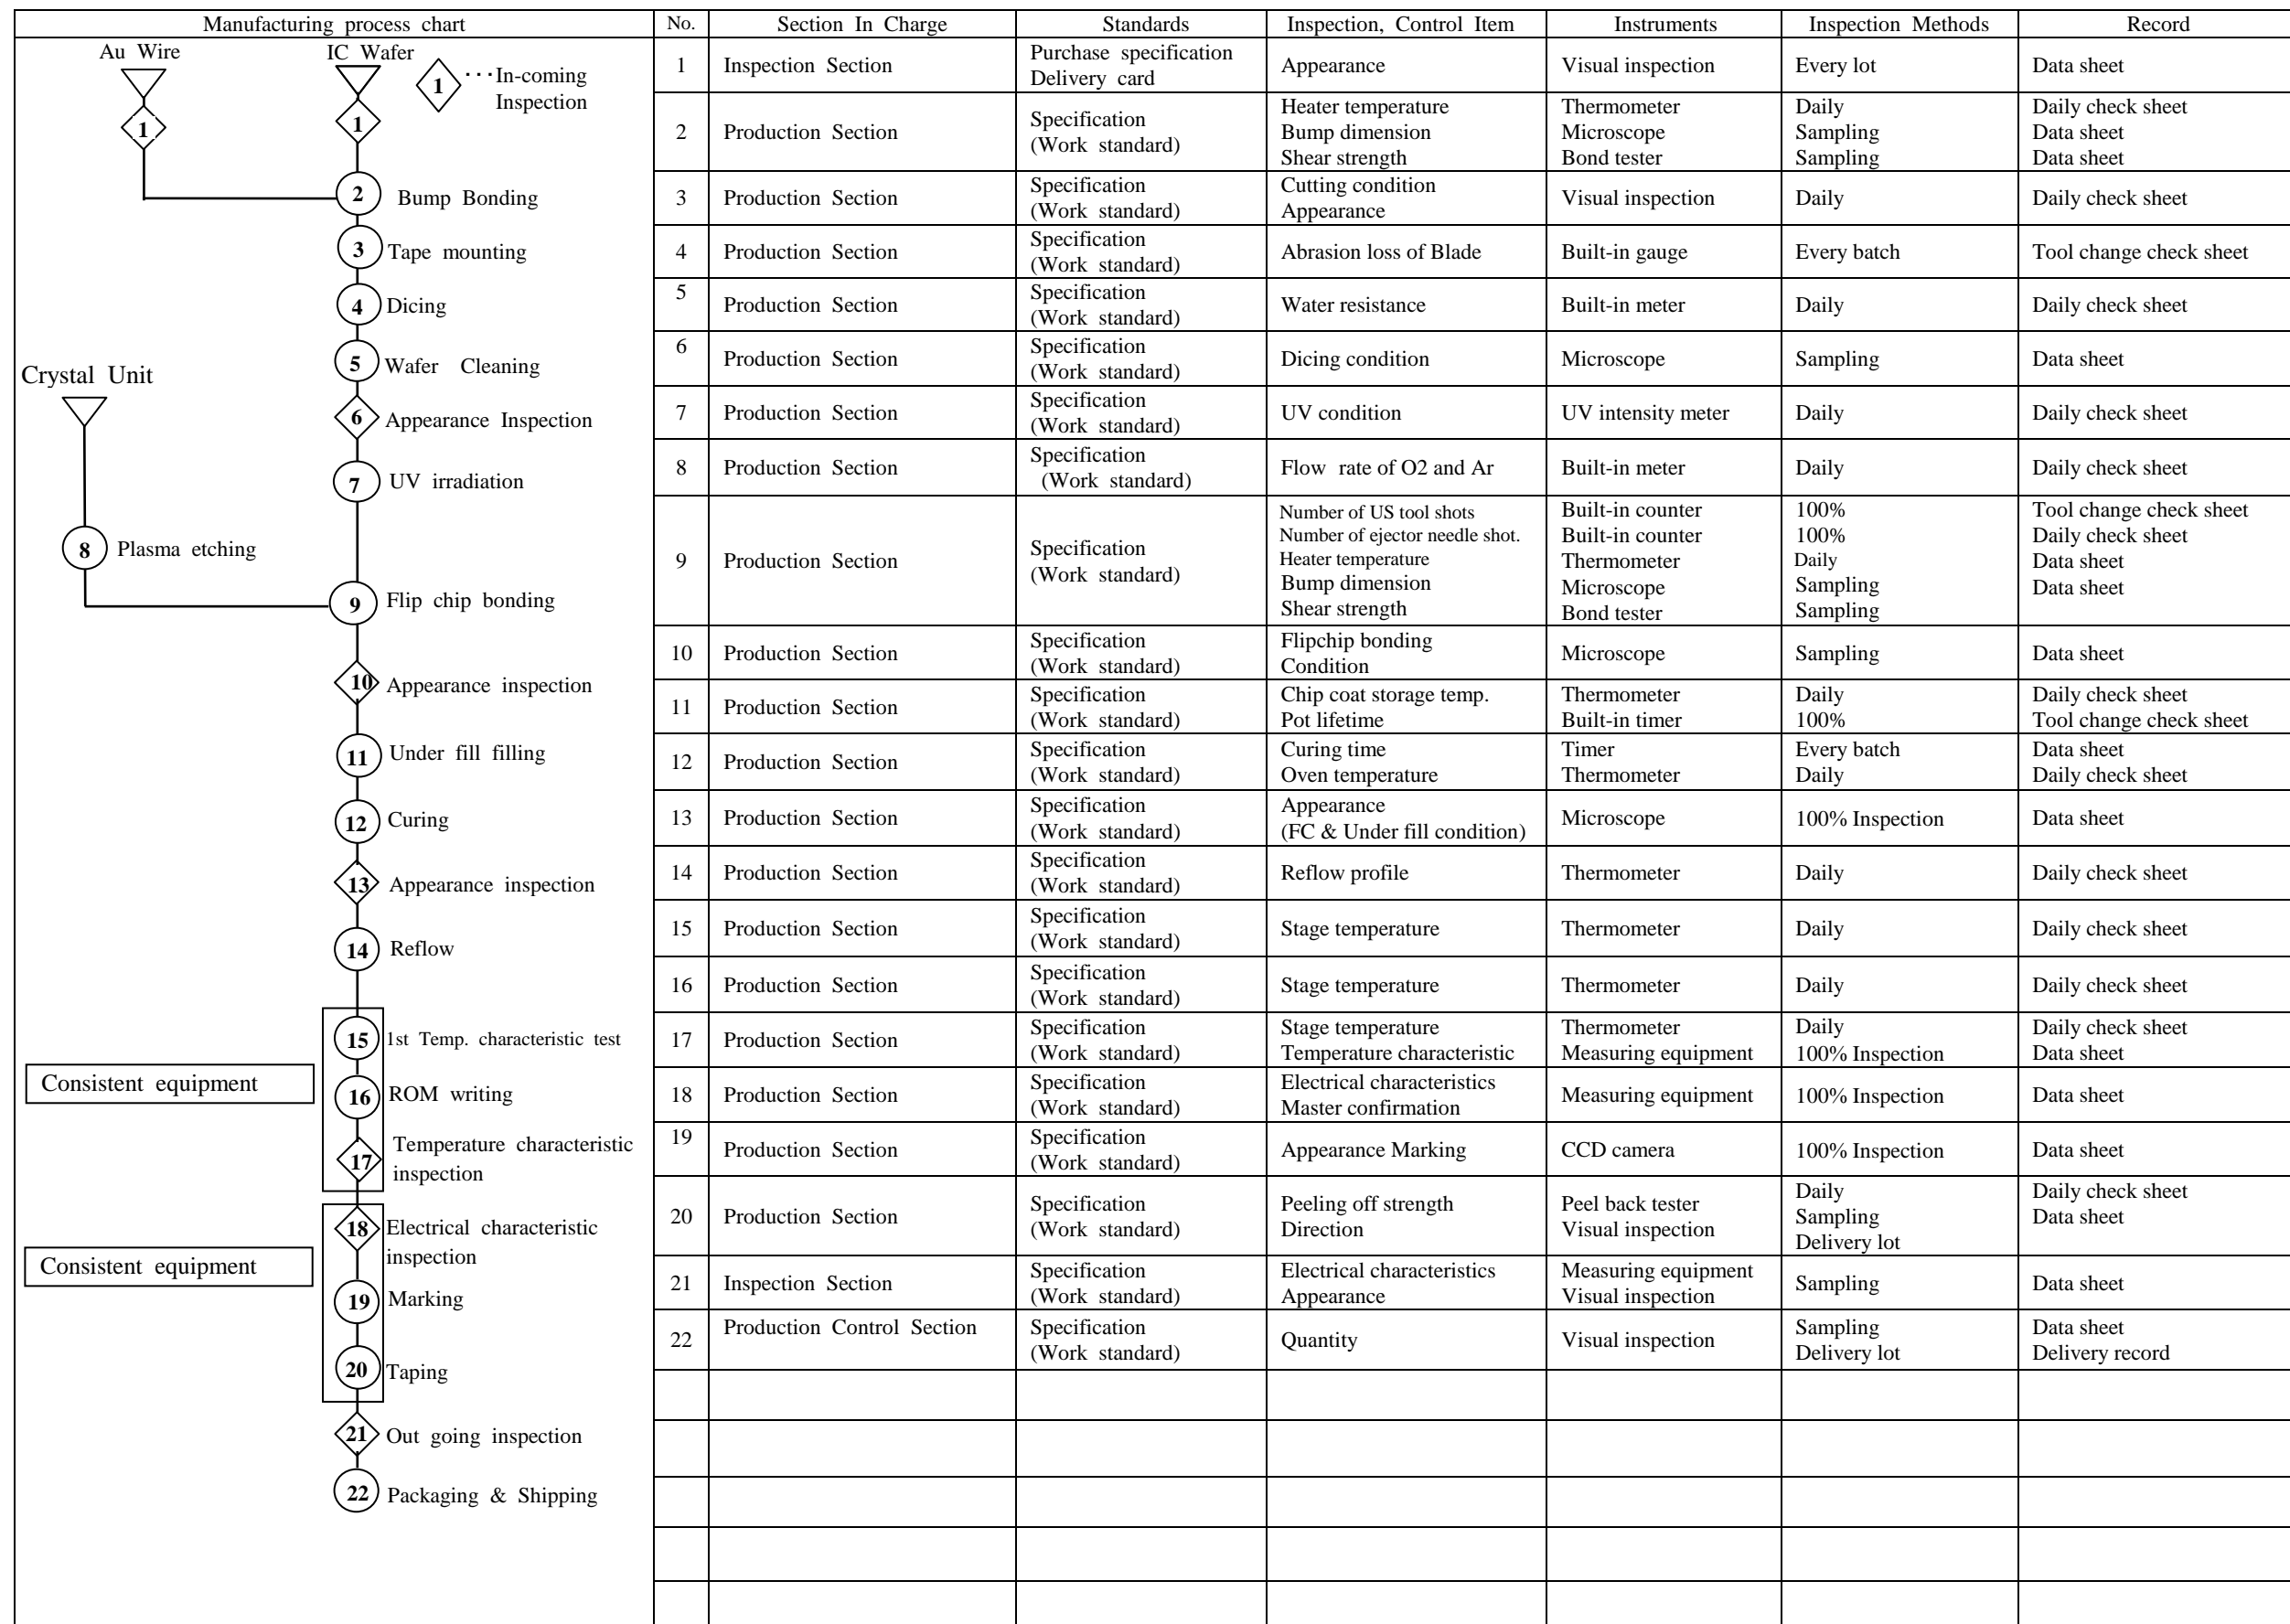 Manufacturing process chart
Au Wire
IC Wafer
1
···In-coming
Inspection
1
1
2
Bump Bonding
3
Tape mounting
4
Dicing
5
Wafer Cleaning
Crystal Unit
6
Appearance Inspection
7
UV irradiation
8
Plasma etching
9
Flip chip bonding
10
Appearance inspection
11
Under fill filling
12
Curing
13
Appearance inspection
14
Reflow
15
1st Temp. characteristic test
Consistent equipment
16
ROM writing
17
Temperature characteristic
inspection
18
Electrical characteristic
inspection
Consistent equipment
19
Marking
20
Taping
21
Out going inspection
22
Packaging & Shipping
No. Section In Charge Standards Inspection, Control Item Instruments Inspection Methods Record
1
Inspection Section
Purchase specification
Delivery card
Appearance
Visual inspection
Every lot
Data sheet
2
Production Section
Specification
(Work standard)
Heater temperature
Bump dimension
Shear strength
Thermometer
Microscope
Bond tester
Daily
Sampling
Sampling
Daily check sheet
Data sheet
Data sheet
3
Production Section
Specification
(Work standard)
Cutting condition
Appearance
Visual inspection
Daily
Daily check sheet
4
Production Section
Specification
(Work standard)
Abrasion loss of Blade
Built-in gauge
Every batch
Tool change check sheet
5
Production Section
Specification
(Work standard)
Water resistance
Built-in meter
Daily
Daily check sheet
6
Production Section
Specification
(Work standard)
Dicing condition
Microscope
Sampling
Data sheet
7
Production Section
Specification
(Work standard)
UV condition
UV intensity meter
Daily
Daily check sheet
8
Production Section
Specification
(Work standard)
Flow rate of O2 and Ar
Built-in meter
Daily
Daily check sheet
9
Production Section
Specification
(Work standard)
Number of US tool shots
Number of ejector needle shot.
Heater temperature
Bump dimension
Shear strength
Built-in counter
Built-in counter
Thermometer
Microscope
Bond tester
100%
100%
Daily
Sampling
Sampling
Tool change check sheet
Daily check sheet
Data sheet
Data sheet
10
Production Section
Specification
(Work standard)
Flipchip bonding
Condition
Microscope
Sampling
Data sheet
11
Production Section
Specification
(Work standard)
Chip coat storage temp.
Pot lifetime
Thermometer
Built-in timer
Daily
100%
Daily check sheet
Tool change check sheet
12
Production Section
Specification
(Work standard)
Curing time
Oven temperature
Timer
Thermometer
Every batch
Daily
Data sheet
Daily check sheet
13
Production Section
Specification
(Work standard)
Appearance
(FC & Under fill condition)
Microscope
100% Inspection
Data sheet
14
Production Section
Specification
(Work standard)
Reflow profile
Thermometer
Daily
Daily check sheet
15
Production Section
Specification
(Work standard)
Stage temperature
Thermometer
Daily
Daily check sheet
16
Production Section
Specification
(Work standard)
Stage temperature
Thermometer
Daily
Daily check sheet
17
Production Section
Specification
(Work standard)
Stage temperature
Temperature characteristic
Thermometer
Measuring equipment
Daily
100% Inspection
Daily check sheet
Data sheet
18
Production Section
Specification
(Work standard)
Electrical characteristics
Master confirmation
Measuring equipment
100% Inspection
Data sheet
19
Production Section
Specification
(Work standard)
Appearance Marking
CCD camera
100% Inspection
Data sheet
20
Production Section
Specification
(Work standard)
Peeling off strength
Direction
Peel back tester
Visual inspection
Daily
Sampling
Delivery lot
Daily check sheet
Data sheet
21
Inspection Section
Specification
(Work standard)
Electrical characteristics
Appearance
Measuring equipment
Visual inspection
Sampling
Data sheet
22
Production Control Section
Specification
(Work standard)
Quantity
Visual inspection
Sampling
Delivery lot
Data sheet
Delivery record